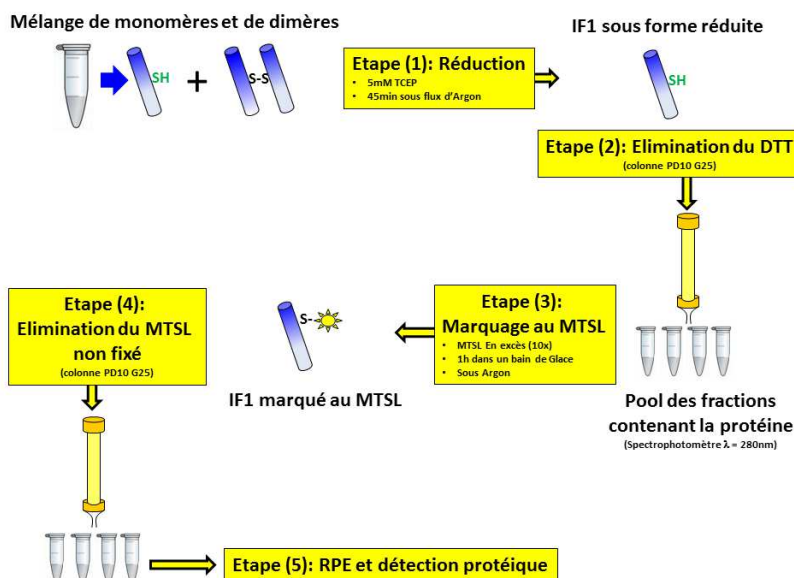 Mélange de monomères et de dimères
SH
+
S-S
Etape (1): Réduction
• 5mM TCEP
• 45min sous flux d'Argon
IF1 sous forme réduite
SH
Etape (2): Elimination du DTT
(colonne PD10 G25)
Pool des fractions
contenant la protéine
(Spectrophotomètre λ = 280nm)
Etape (3):
Marquage au MTSL
• MTSL En excés (10x)
• 1h dans un bain de Glace
• Sous Argon
S-
IF1 marqué au MTSL
Etape (4):
Elimination du MTSL
non fixé
(colonne PD10 G25)
Etape (5): RPE et détection protéique